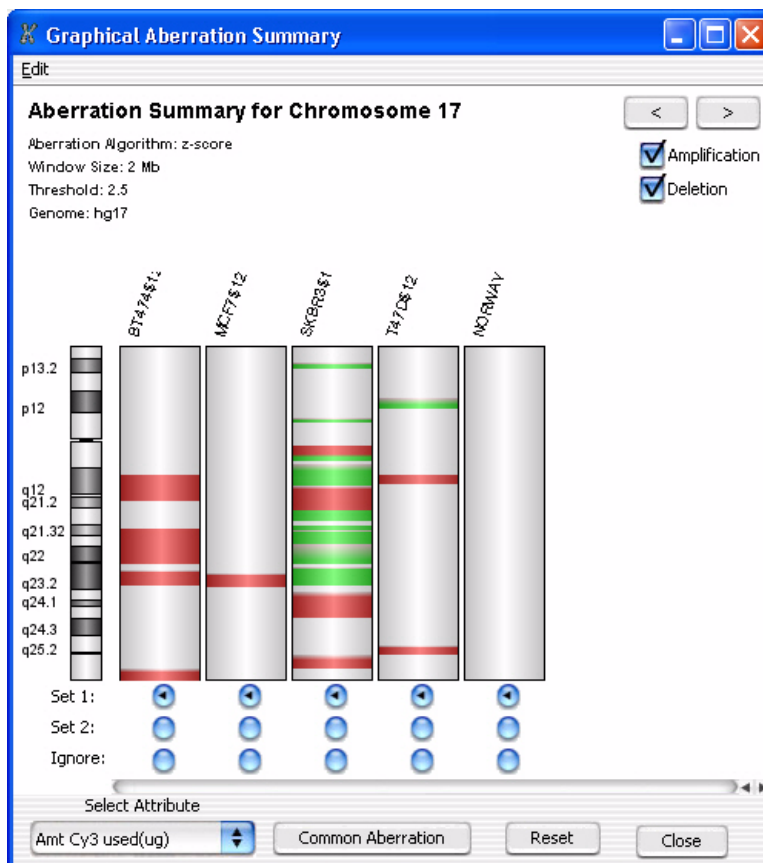 Graphical Aberration Summary
Edit
Aberration Summary for Chromosome 17
< >
Aberration Algorithm: z-score
Window Size: 2 Mb
Threshold: 2.5
Genome: hg17
Amplification
Deletion
BT474$12 MCF7$12 SKBR3$1 T47D$12 NORWAY
p13.2
p12
q12
q21.2
q21.32
q22
q23.2
q24.1
q24.3
q25.2
Set 1:
Set 2:
Ignore:
Select Attribute
Amt Cy3 used(ug) Common Aberration Reset Close